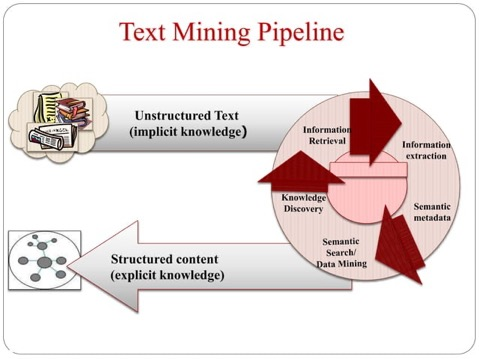 Text Mining Pipeline
Unstructured Text
(implicit knowledge)
Information
Retrieval
Information
extraction
Semantic
metadata
Semantic
Search/
Data Mining
Knowledge
Discovery
Structured content
(explicit knowledge)